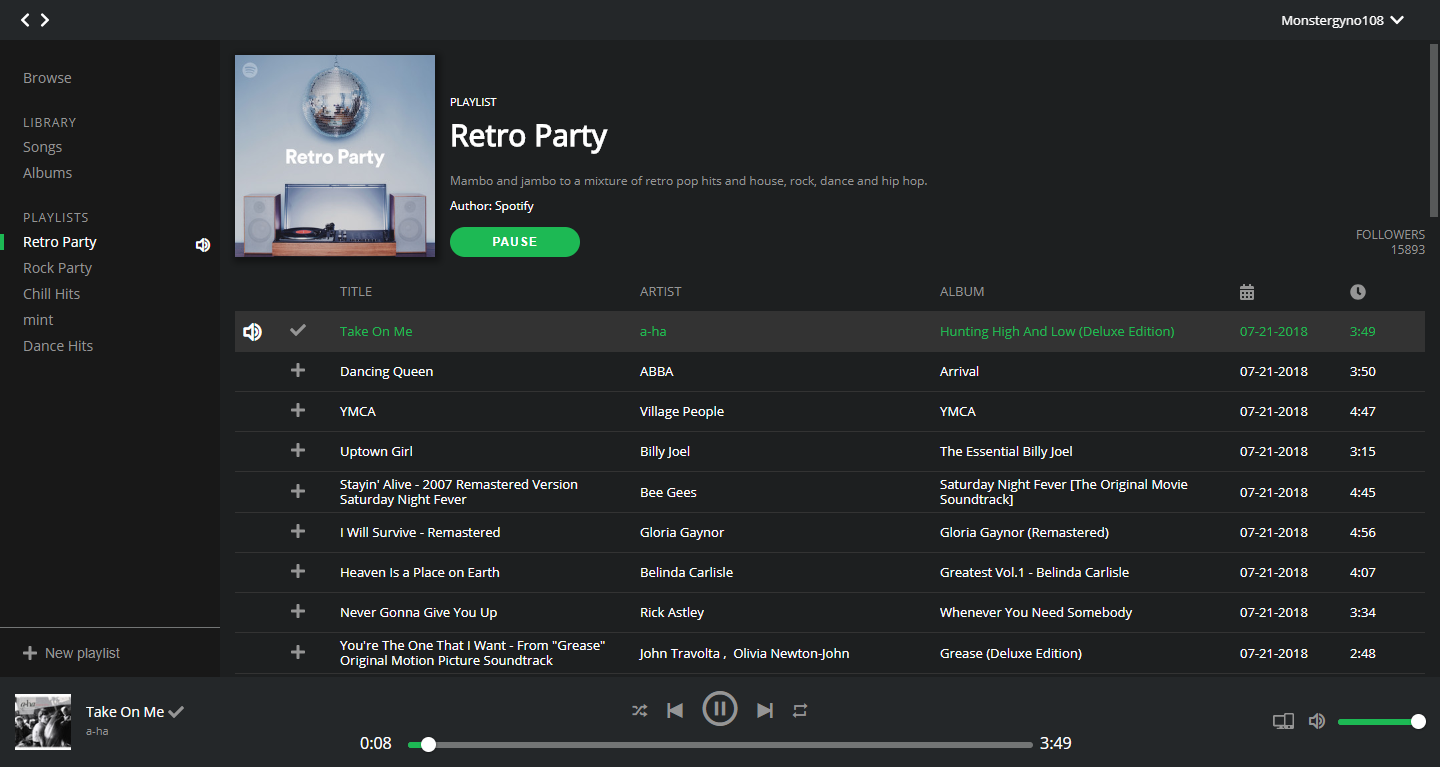 Monstergyno108
Browse
LIBRARY
Songs
Albums
PLAYLISTS
Retro Party
Rock Party
Chill Hits
mint
Dance Hits
New playlist
Retro Party
PLAYLIST
Retro Party
Mambo and jambo to a mixture of retro pop hits and house, rock, dance and hip hop.
Author: Spotify
PAUSE
FOLLOWERS
15893
TITLE ARTIST ALBUM
Take On Me a-ha Hunting High And Low (Deluxe Edition) 07-21-2018 3:49
Dancing Queen ABBA Arrival 07-21-2018 3:50
YMCA Village People YMCA 07-21-2018 4:47
Uptown Girl Billy Joel The Essential Billy Joel 07-21-2018 3:15
Stayin' Alive - 2007 Remastered Version
Saturday Night Fever
Bee Gees
Saturday Night Fever [The Original Movie
Soundtrack]
07-21-2018 4:45
I Will Survive - Remastered Gloria Gaynor Gloria Gaynor (Remastered) 07-21-2018 4:56
Heaven Is a Place on Earth Belinda Carlisle Greatest Vol.1 - Belinda Carlisle 07-21-2018 4:07
Never Gonna Give You Up Rick Astley Whenever You Need Somebody 07-21-2018 3:34
You're The One That I Want - From "Grease"
Original Motion Picture Soundtrack
John Travolta , Olivia Newton-John Grease (Deluxe Edition) 07-21-2018 2:48
a-ha
Take On Me
a-ha
0:08 3:49